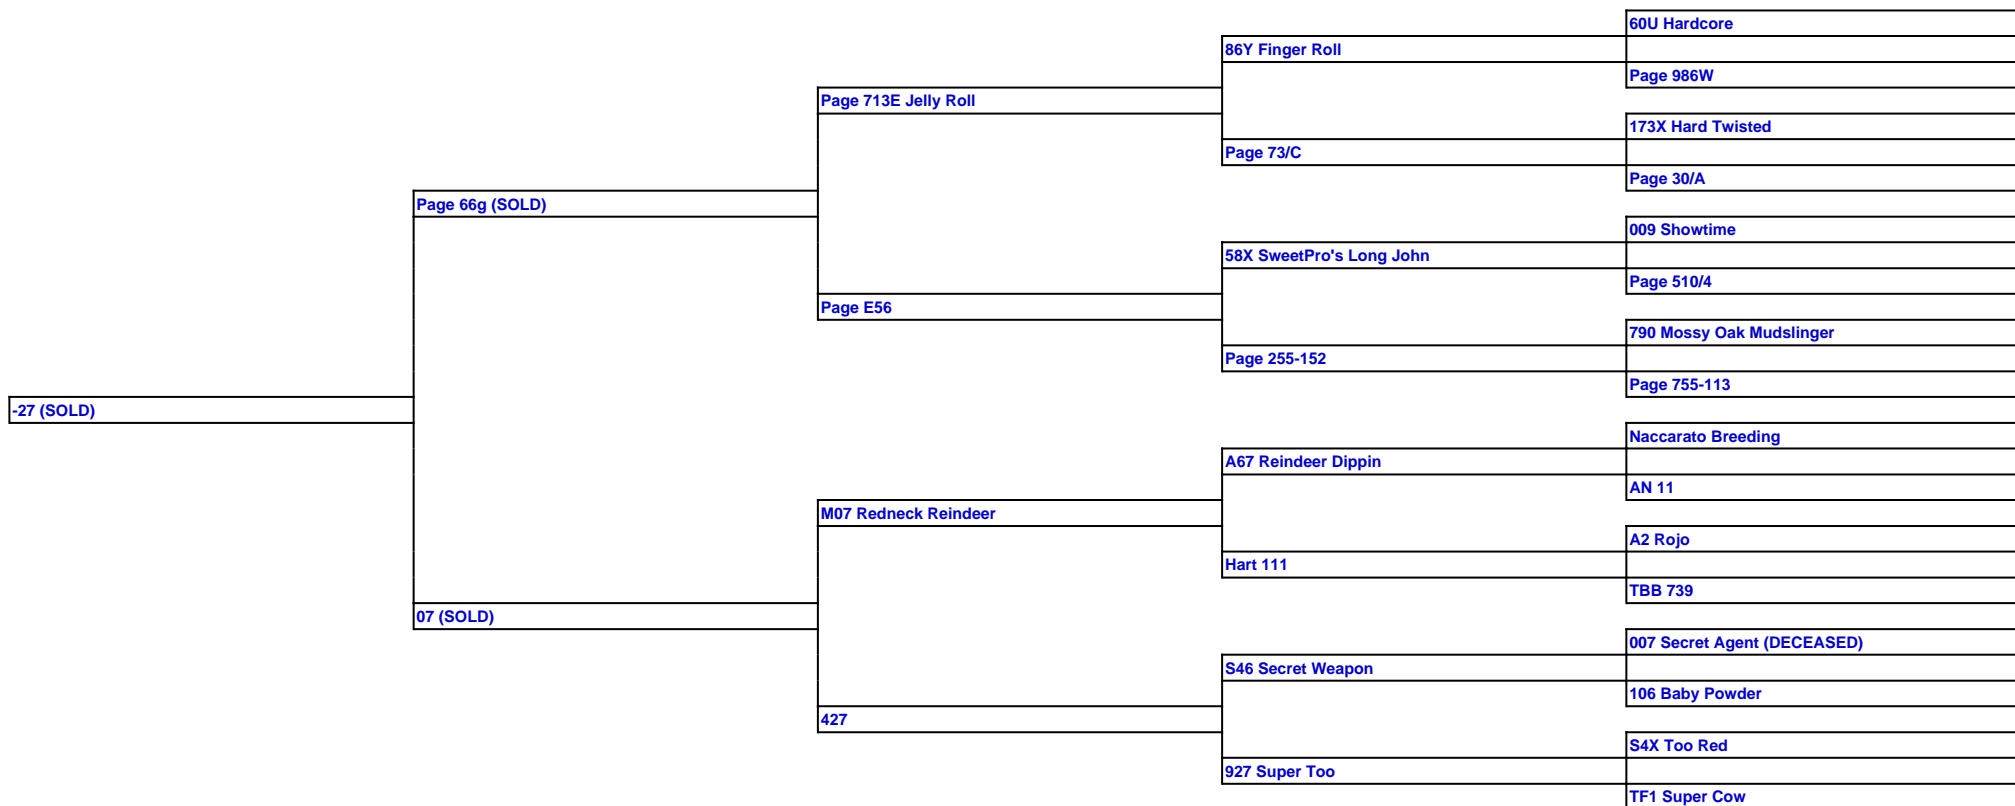 60U Hardcore
86Y Finger Roll
Page 986W
Page 713E Jelly Roll
173X Hard Twisted
Page 73/C
Page 30/A
Page 66g (SOLD)
009 Showtime
58X SweetPro's Long John
Page 510/4
Page E56
790 Mossy Oak Mudslinger
Page 255-152
Page 755-113
-27 (SOLD)
Naccarato Breeding
A67 Reindeer Dippin
AN 11
M07 Redneck Reindeer
A2 Rojo
Hart 111
TBB 739
07 (SOLD)
007 Secret Agent (DECEASED)
S46 Secret Weapon
106 Baby Powder
427
S4X Too Red
927 Super Too
TF1 Super Cow